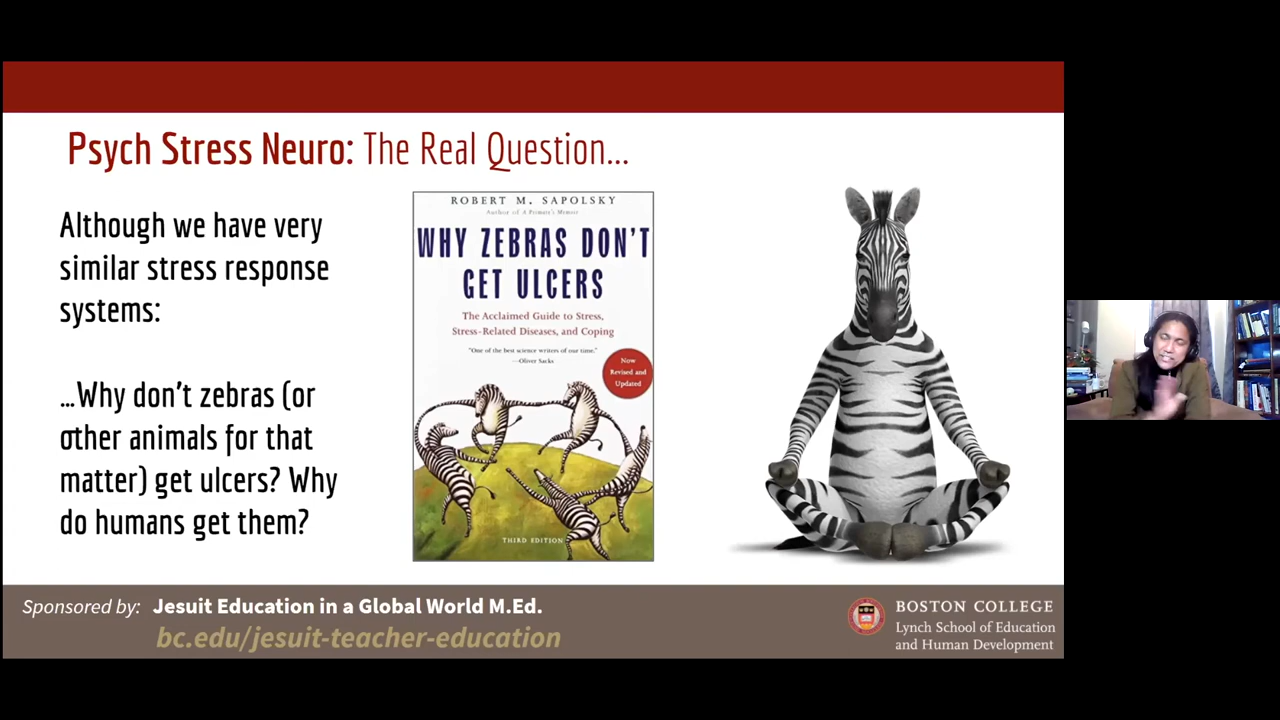 Psych Stress Neuro: The Real Question...
Although we have very
similar stress response
systems:
...Why don't zebras (or
other animals for that
matter) get ulcers? Why
do humans get them?
ROBERT M. SAPOLSKY
Author of A Primate's Memoir
WHY ZEBRAS DON'T
GET ULCERS
The Acclaimed Guide to Stress,
Stress-Related Diseases, and Coping
"One of the best science writers of our time."
—Oliver Sacks
Now
Revised and
Updated
THIRD EDITION
Sponsored by: Jesuit Education in a Global World M.Ed.
bc.edu/jesuit-teacher-education
BOSTON COLLEGE
Lynch School of Education
and Human Development